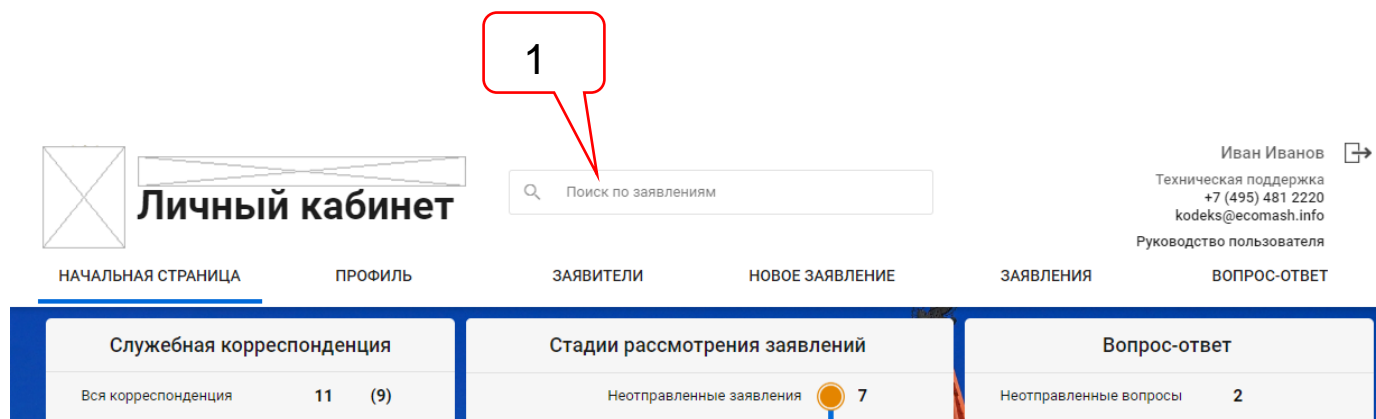 1
Иван Иванов
Техническая поддержка
+7 (495) 481 2220
kodeks@ecomash.info
Руководство пользователя
Личный кабинет
Поиск по заявлениям
НАЧАЛЬНАЯ СТРАНИЦА ПРОФИЛЬ ЗАЯВИТЕЛИ НОВОЕ ЗАЯВЛЕНИЕ ЗАЯВЛЕНИЯ ВОПРОС-ОТВЕТ
Служебная корреспонденция
Вся корреспонденция 11 (9)
Стадии рассмотрения заявлений
Неотправленные заявления 7
Вопрос-ответ
Неотправленные вопросы 2